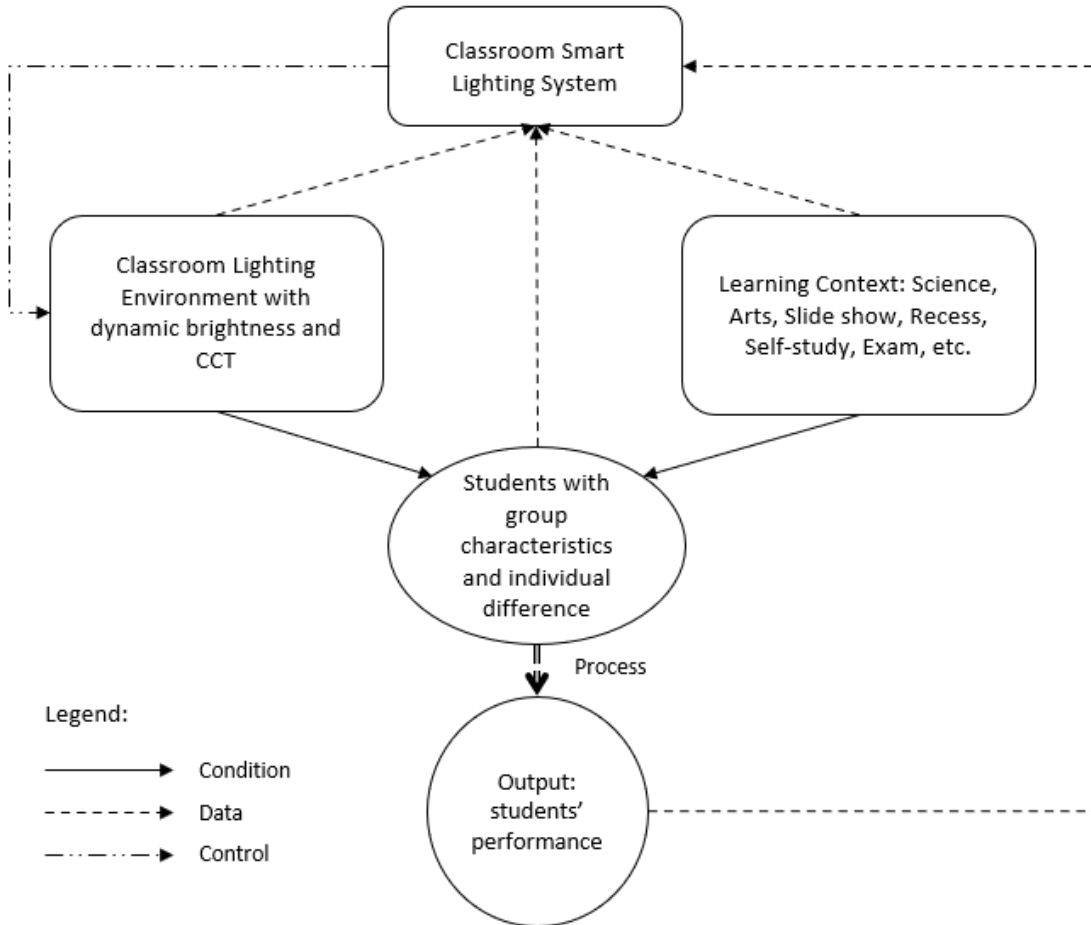 Classroom Smart
Lighting System
Classroom Lighting
Environment with
dynamic brightness and
CCT
Learning Context: Science,
Arts, Slide show, Recess,
Self-study, Exam, etc.
Students with
group
characteristics
and individual
difference
Process
Legend:
Condition
Data
Control
Output:
students’
performance